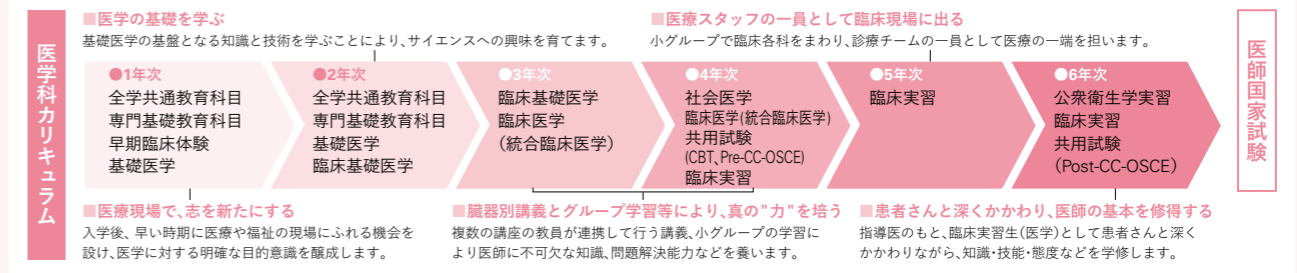 医学科カリキュラム
■医学の基礎を学ぶ
基礎医学の基盤となる知識と技術を学ぶことにより、サイエンスへの興味を育てます。
■医療スタッフの一員として臨床現場に出る
小グループで臨床各科をまわり、診療チームの一員として医療の一端を担います。
●1年次
全学共通教育科目
専門基礎教育科目
早期臨床体験
基礎医学
●2年次
全学共通教育科目
専門基礎教育科目
基礎医学
臨床基礎医学
●3年次
臨床基礎医学
臨床医学
（統合臨床医学）
●4年次
社会医学
臨床医学(統合臨床医学)
共用試験
(CBT、Pre-CC-OSCE)
臨床実習
●5年次
臨床実習
●6年次
公衆衛生学実習
臨床実習
共用試験
（Post-CC-OSCE）
■医療現場で、志を新たにする
入学後、早い時期に医療や福祉の現場にふれる機会を
設け、医学に対する明確な目的意識を醸成します。
■臓器別講義とグループ学習等により、真の"力"を培う
複数の講座の教員が連携して行う講義、小グループの学習に
より医師に不可欠な知識、問題解決能力などを養います。
■患者さんと深くかかわり、医師の基本を修得する
指導医のもと、臨床実習生(医学)として患者さんと深く
かかわりながら、知識・技能・態度などを学修します。
医師国家試験